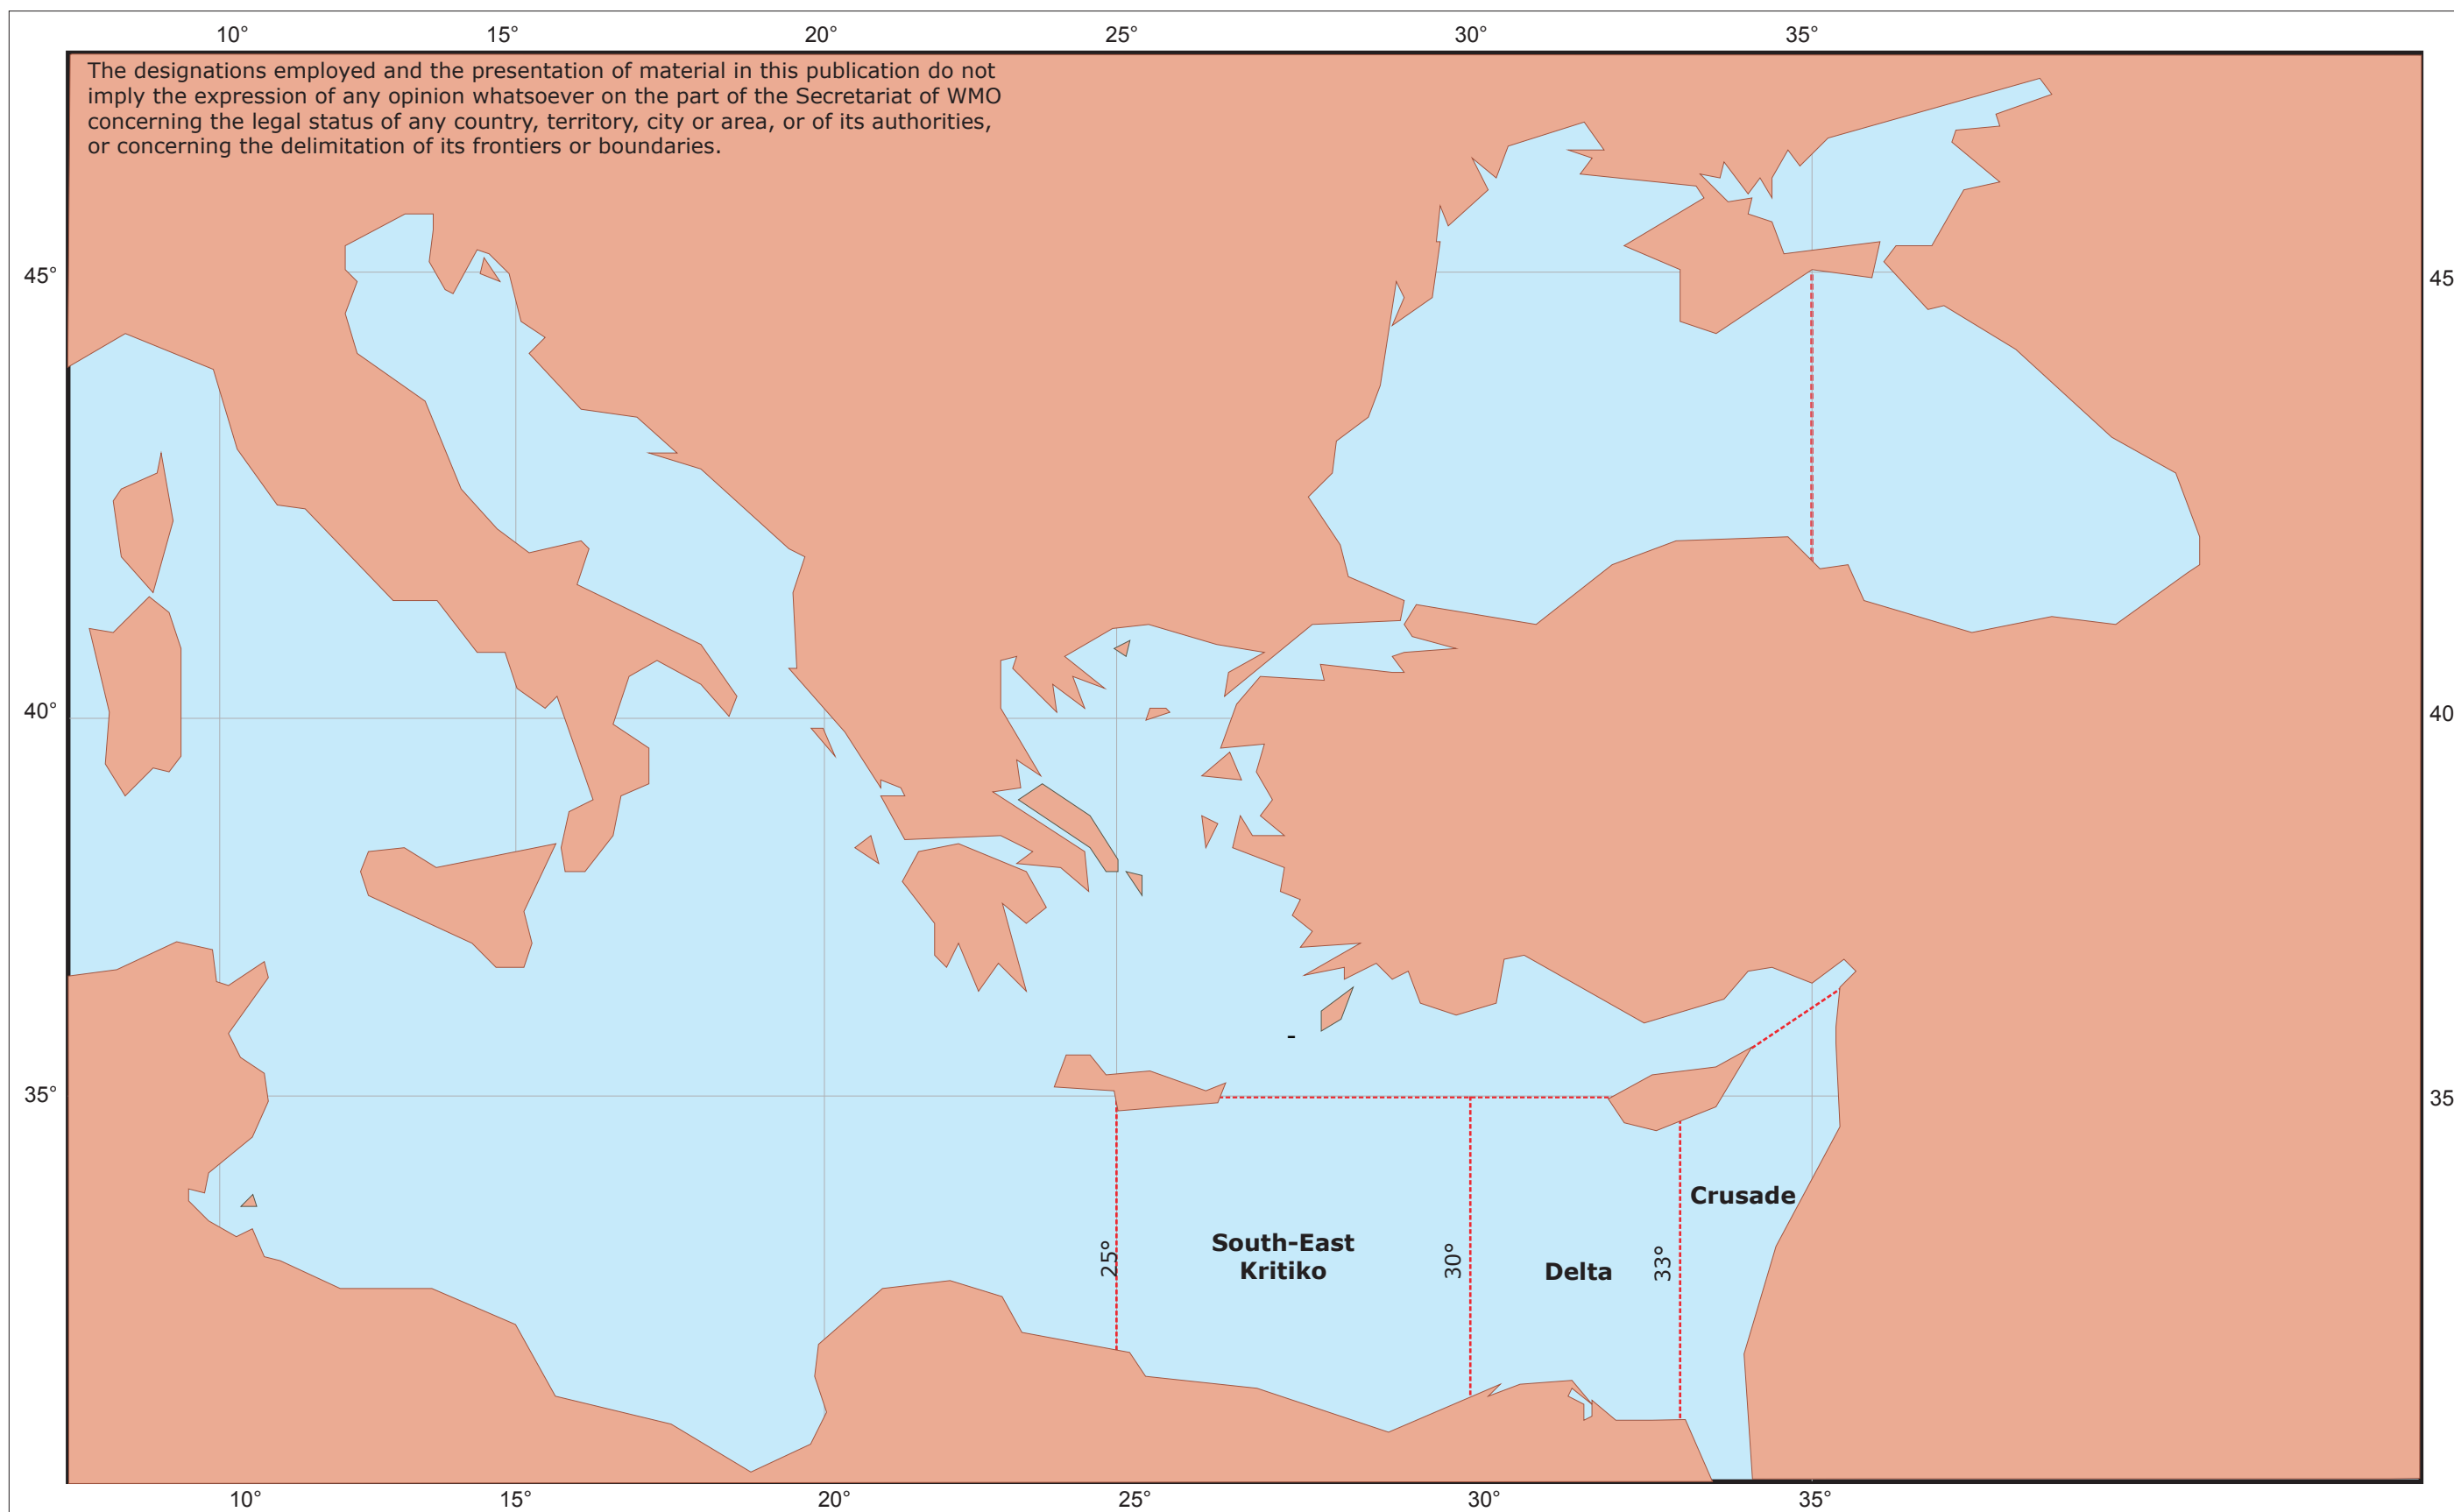 10° 15° 20° 25° 30° 35°
The designations employed and the presentation of material in this publication do not
imply the expression of any opinion whatsoever on the part of the Secretariat of WMO
concerning the legal status of any country, territory, city or area, or of its authorities,
or concerning the delimitation of its frontiers or boundaries.
45° 45
40° 40
35° 35
Crusade
South-East
Kritiko
Delta
25°
30°
33°
10° 15° 20° 25° 30° 35°